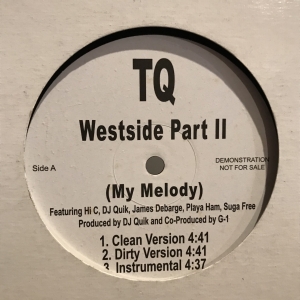 TQ
Westside Part II
Side A
DEMONSTRATION
NOT FOR SALE
(My Melody)
Featuring Hi C, DJ Quik, James Debarge, Playa Ham, Suga Free
Produced by DJ Quik and Co-Produced by G-1
1. Clean Version 4:41
2. Dirty Version 4:41
3. Instrumental 4:37